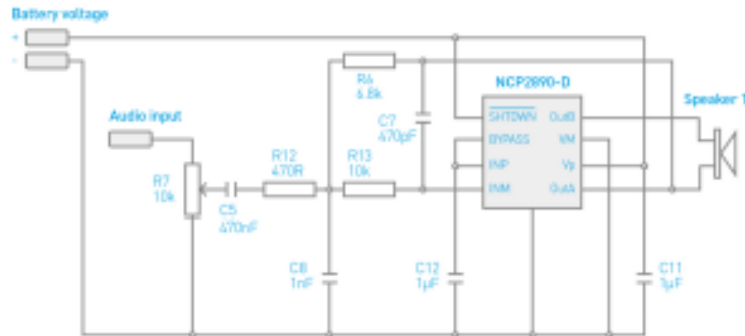 Battery voltage
+
-
Audio input
R7
10k
C5
470nF
R12
470R
R13
10k
R6
6.8k
C7
470pF
C8
1nF
C12
1µF
NCP2890-D
SHTDWN
OutB
BYPASS
VM
INP
Vp
INM
OutA
Speaker 1
C11
1µF